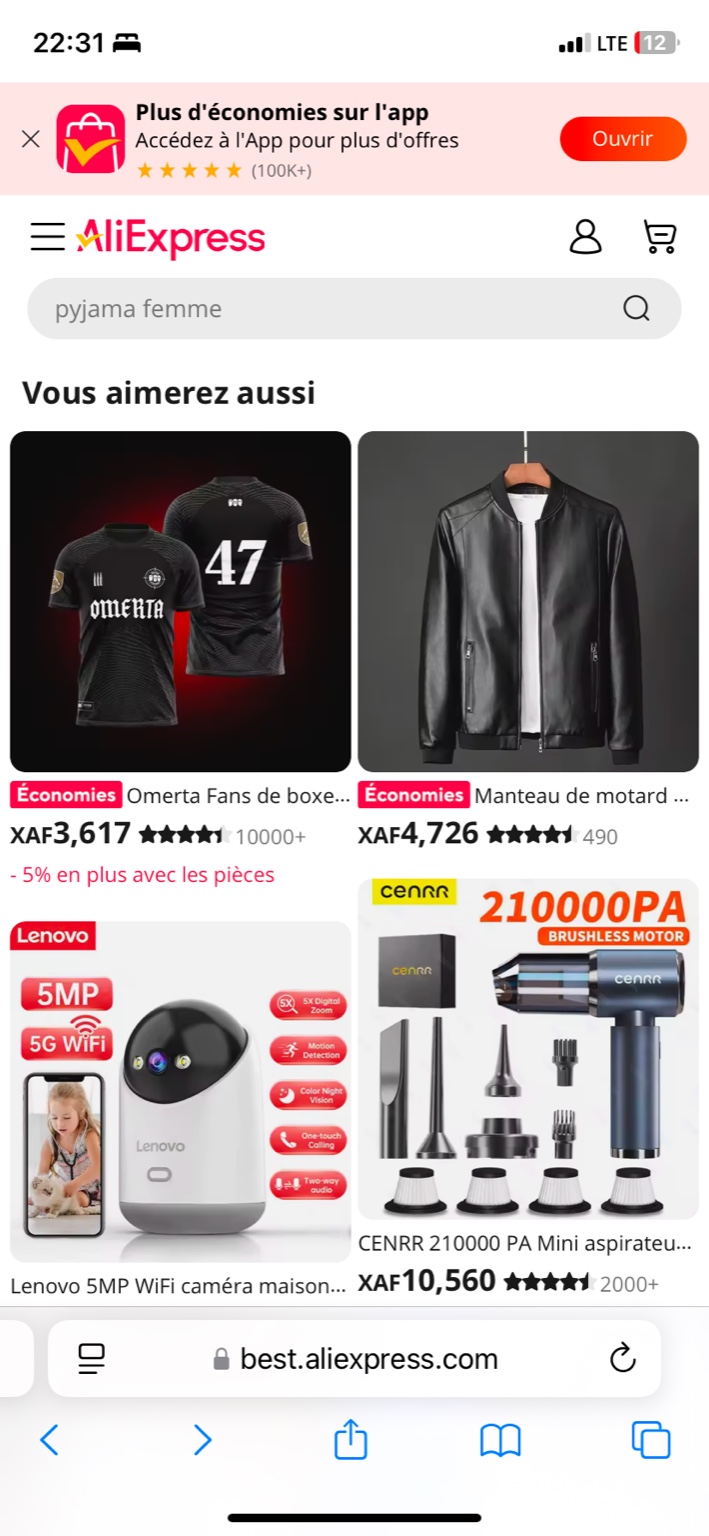 22:31
LTE 12
Plus d'économies sur l'app
Accédez à l'App pour plus d'offres
(100K+)
Ouvrir
AliExpress
pyjama femme
Vous aimerez aussi
47
OMERTA
Économies Omerta Fans de boxe...
XAF3,617 10000+
- 5% en plus avec les pièces
Économies Manteau de motard ...
XAF4,726 490
Lenovo
5MP
5G WiFi
5X
5X Digital
Zoom
Motion
Detection
Color Night
Vision
One-touch
Calling
Two-way
audio
Lenovo
Lenovo 5MP WiFi caméra maison...
CENRR
210000PA
BRUSHLESS MOTOR
CENRR
CENRR
CENRR 210000 PA Mini aspirateu...
XAF10,560 2000+
best.aliexpress.com